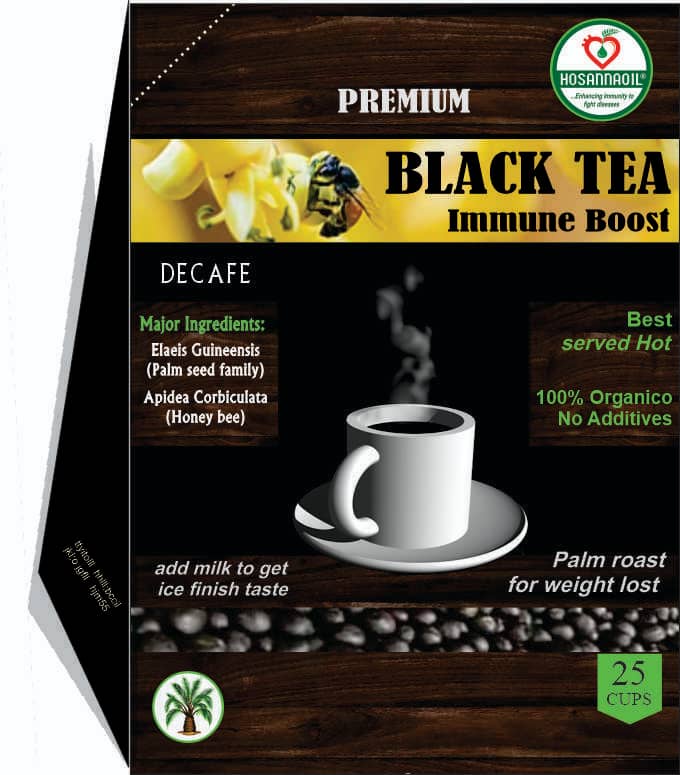 HOSANNAOIL®
...Enhancing immunity to
fight diseases
PREMIUM
BLACK TEA
Immune Boost
DECAFE
Major Ingredients:
Elaeis Guineensis
(Palm seed family)
Apidea Corbiculata
(Honey bee)
Best
served Hot
100% Organico
No Additives
add milk to get
ice finish taste
Palm roast
for weight lost
25
CUPS